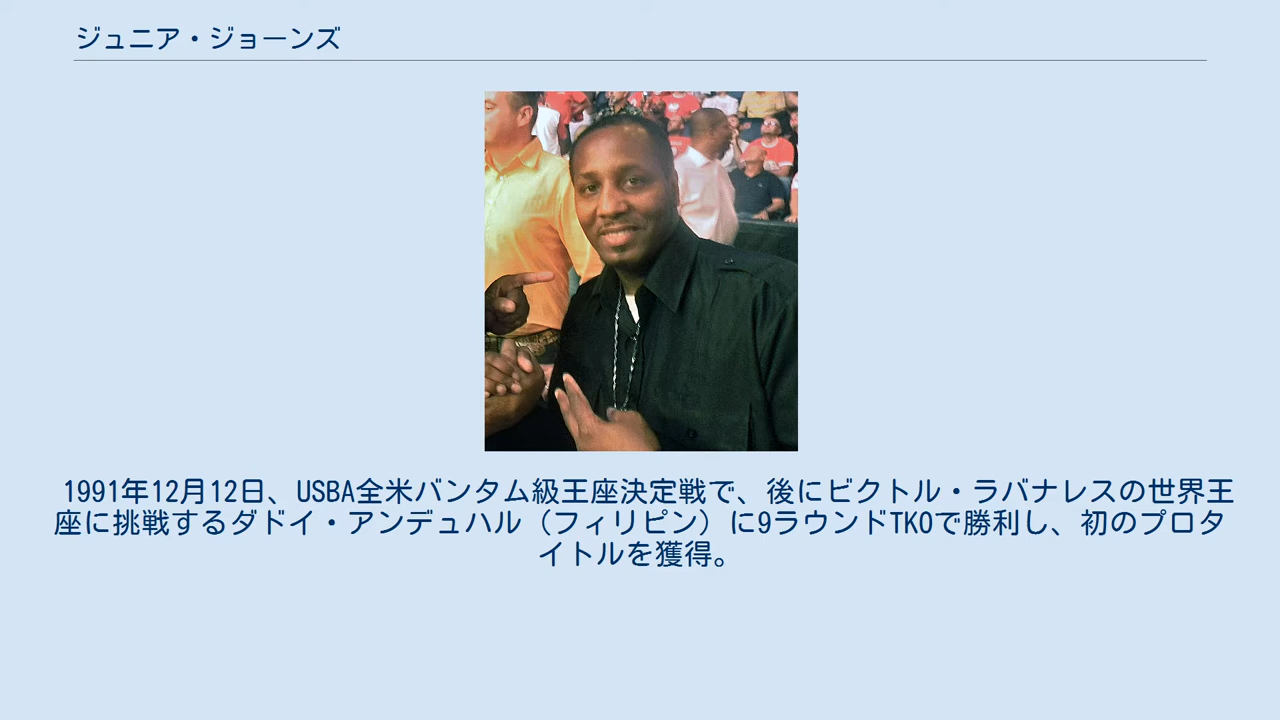 ジュニア・ジョーンズ
1991年12月12日、USBA全米バンタム級王座決定戦で、後にビクトル・ラバナレスの世界王
座に挑戦するダドイ・アンデュハル（フィリピン）に9ラウンドTKOで勝利し、初のプロタ
イトルを獲得。